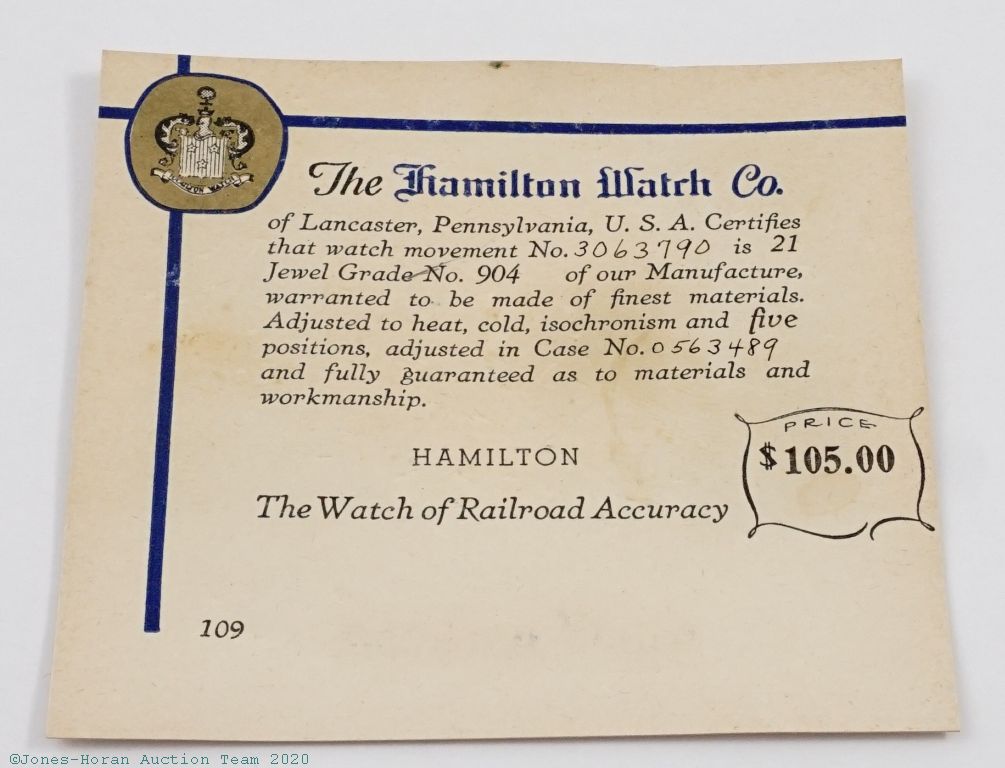 The Hamilton Watch Co.
of Lancaster, Pennsylvania, U. S. A. Certifies
that watch movement No. 3063790 is 21
Jewel Grade No. 904 of our Manufacture,
warranted to be made of finest materials.
Adjusted to heat, cold, isochronism and five
positions, adjusted in Case No. 0563489
and fully guaranteed as to materials and
workmanship.
PRICE
$105.00
HAMILTON
The Watch of Railroad Accuracy
109
©Jones-Horan Auction Team 2020